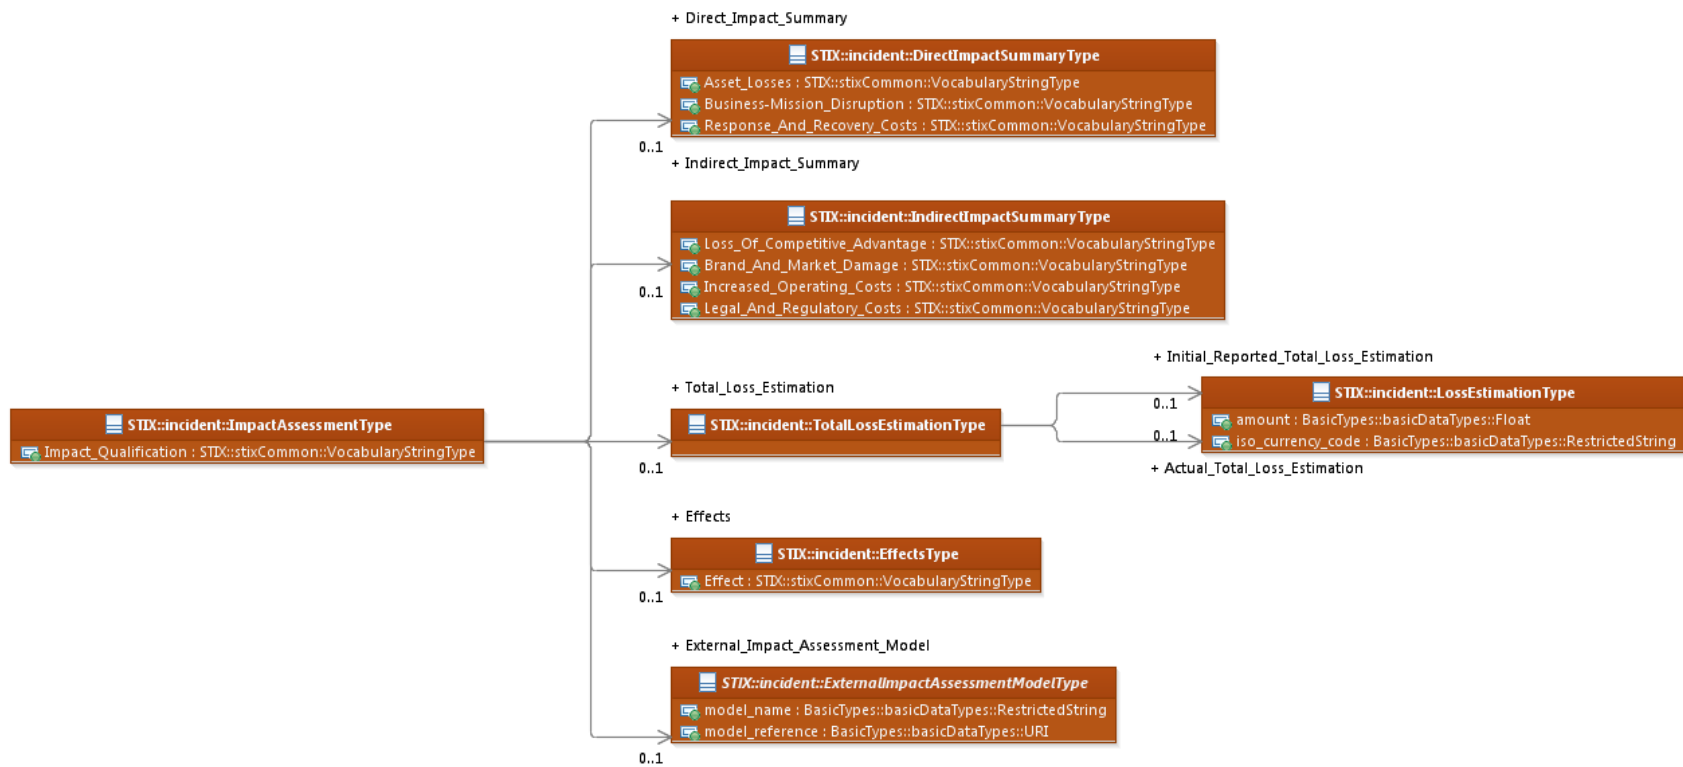 + Direct_Impact_Summary
STIX::incident::DirectImpactSummaryType
Asset_Losses : STIX::stixCommon::VocabularyStringType
Business-Mission_Disruption : STIX::stixCommon::VocabularyStringType
Response_And_Recovery_Costs : STIX::stixCommon::VocabularyStringType
0..1
+ Indirect_Impact_Summary
STIX::incident::IndirectImpactSummaryType
Loss_Of_Competitive_Advantage : STIX::stixCommon::VocabularyStringType
Brand_And_Market_Damage : STIX::stixCommon::VocabularyStringType
Increased_Operating_Costs : STIX::stixCommon::VocabularyStringType
Legal_And_Regulatory_Costs : STIX::stixCommon::VocabularyStringType
0..1
STIX::incident::ImpactAssessmentType
Impact_Qualification : STIX::stixCommon::VocabularyStringType
+ Total_Loss_Estimation
STIX::incident::TotalLossEstimationType
0..1
+ Initial_Reported_Total_Loss_Estimation
0..1
STIX::incident::LossEstimationType
amount : BasicTypes::basicDataTypes::Float
iso_currency_code : BasicTypes::basicDataTypes::RestrictedString
0..1
+ Actual_Total_Loss_Estimation
+ Effects
STIX::incident::EffectsType
Effect : STIX::stixCommon::VocabularyStringType
0..1
+ External_Impact_Assessment_Model
STIX::incident::ExternalImpactAssessmentModelType
model_name : BasicTypes::basicDataTypes::RestrictedString
model_reference : BasicTypes::basicDataTypes::URI
0..1